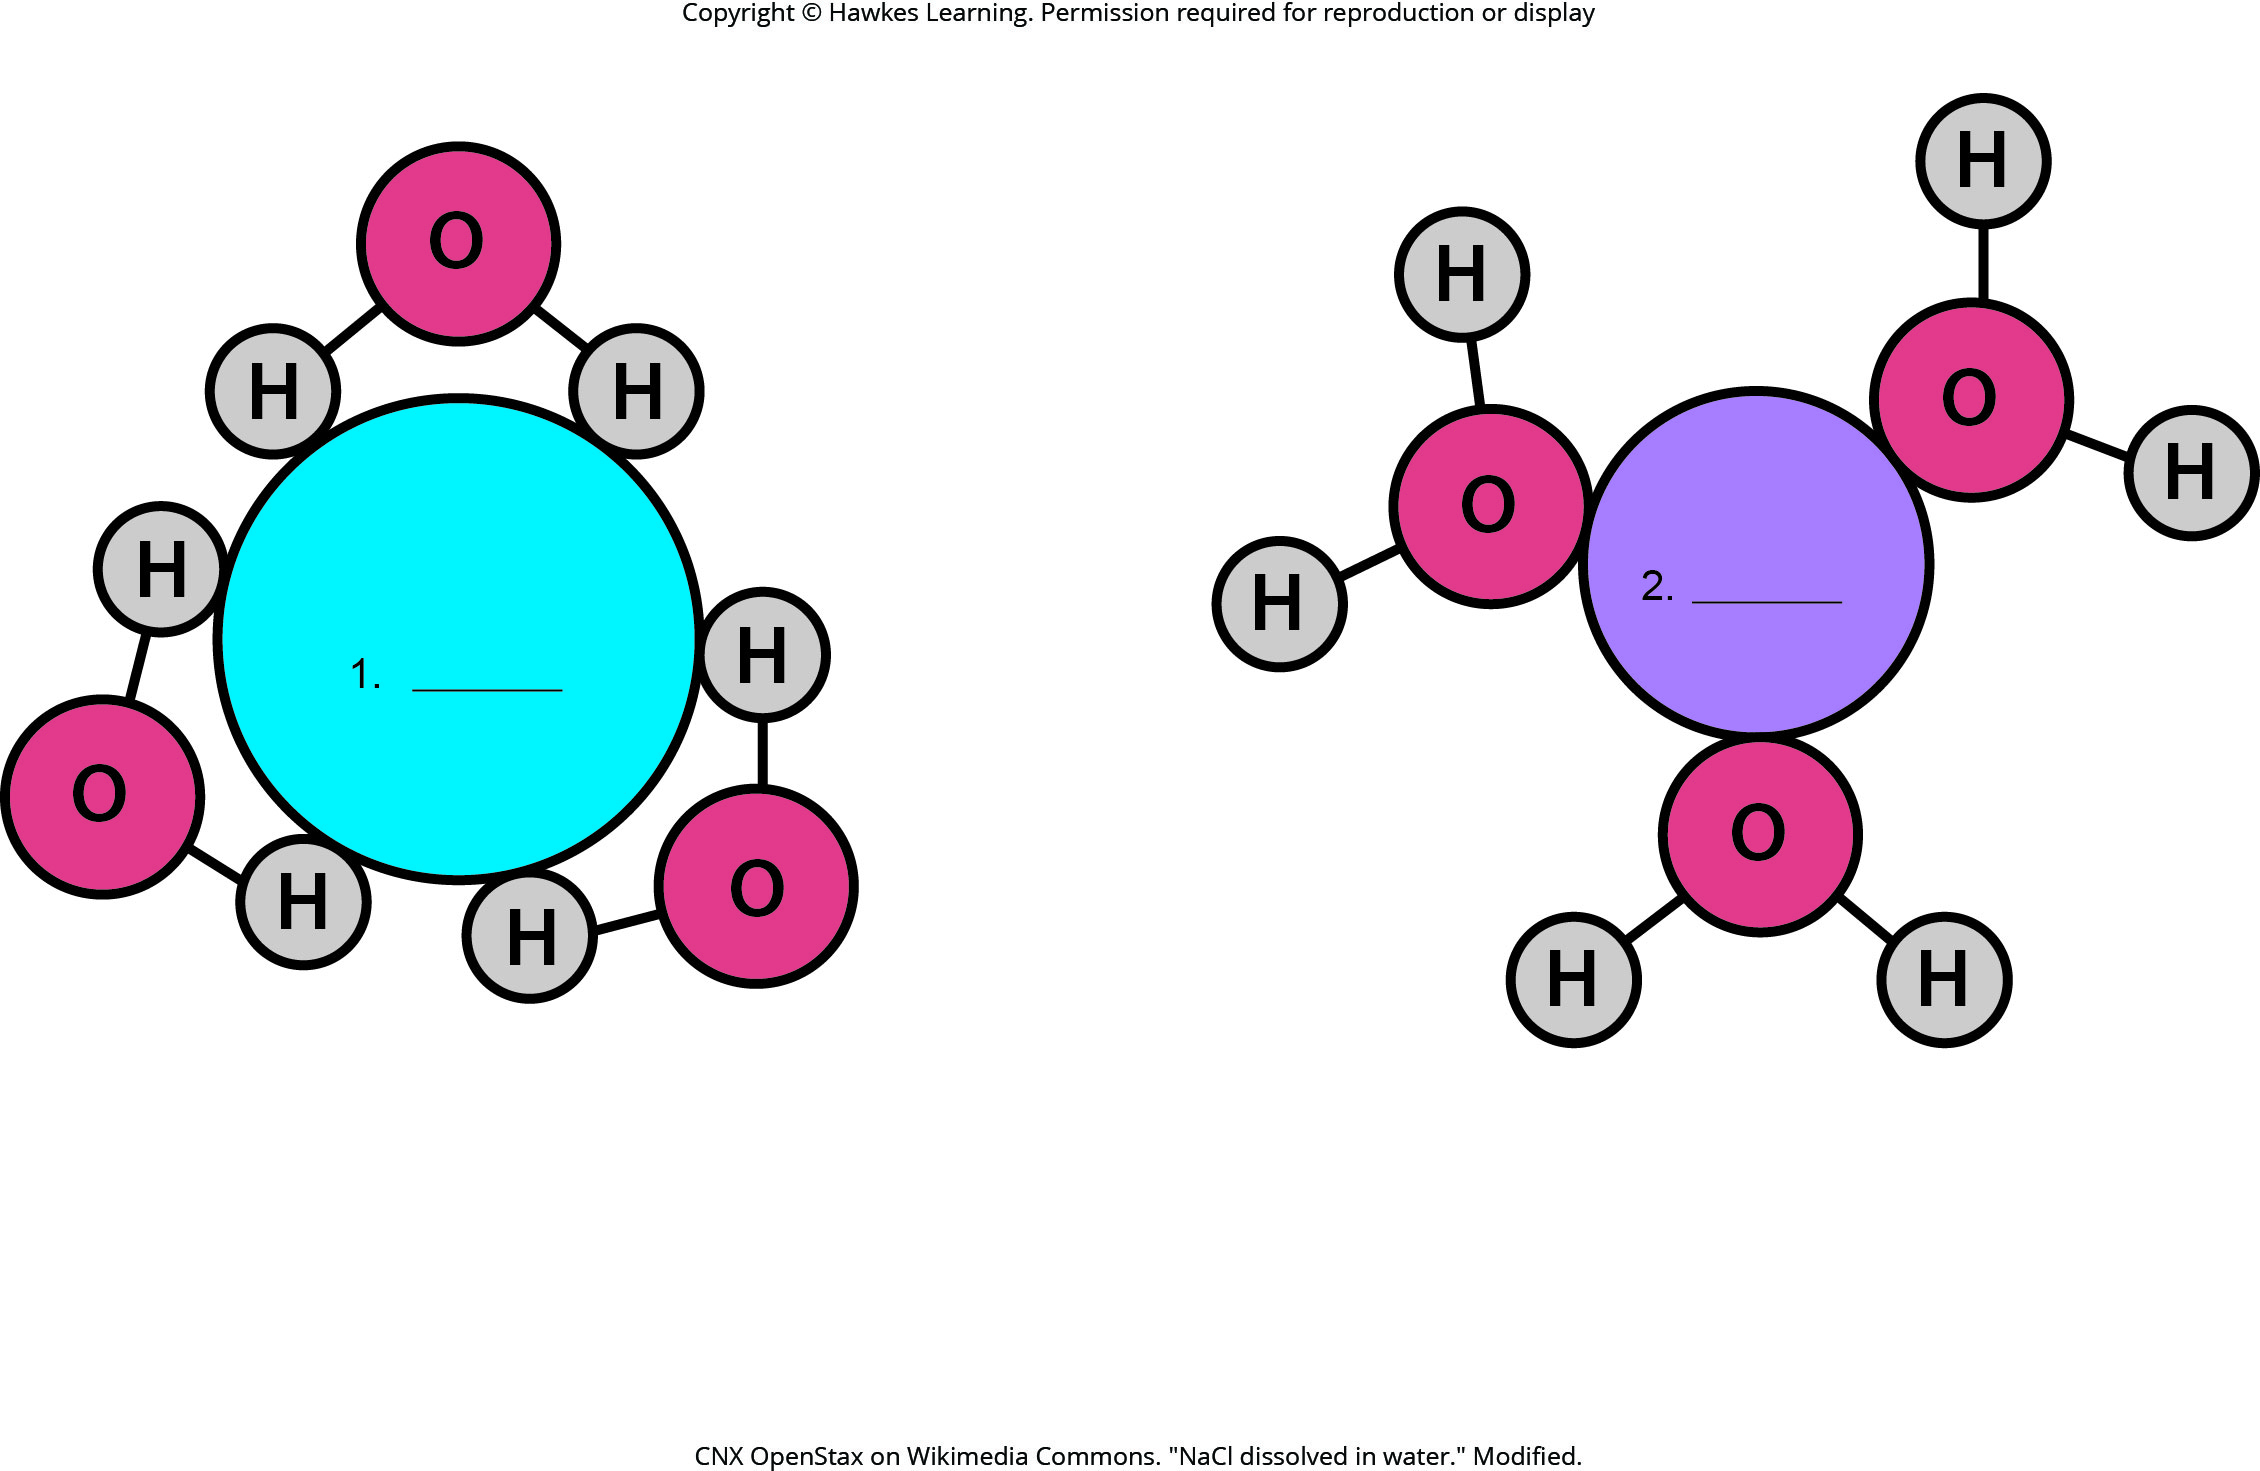 Copyright © Hawkes Learning. Permission required for reproduction or display
O
H
H
H
O
H
1. ______
H
O
H
H
H
O
H
H
O
H
2. ______
O
H
H
CNX OpenStax on Wikimedia Commons. "NaCl dissolved in water." Modified.